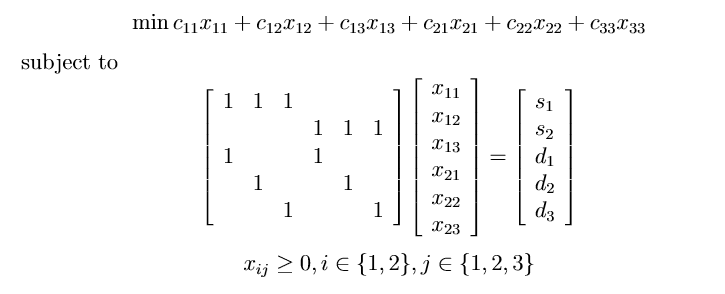 min c₁₁x₁₁ + c₁₂x₁₂ + c₁₃x₁₃ + c₂₁x₂₁ + c₂₂x₂₂ + c₃₃x₃₃
subject to
[ 1 1 1       ] [ x₁₁ ]   [ s₁ ]
[       1 1 1 ] [ x₁₂ ]   [ s₂ ]
[ 1     1     ] [ x₁₃ ] = [ d₁ ]
[   1     1   ] [ x₂₁ ]   [ d₂ ]
[     1     1 ] [ x₂₂ ]   [ d₃ ]
              [ x₂₃ ]
xᵢⱼ ≥ 0, i ∈ {1, 2}, j ∈ {1, 2, 3}